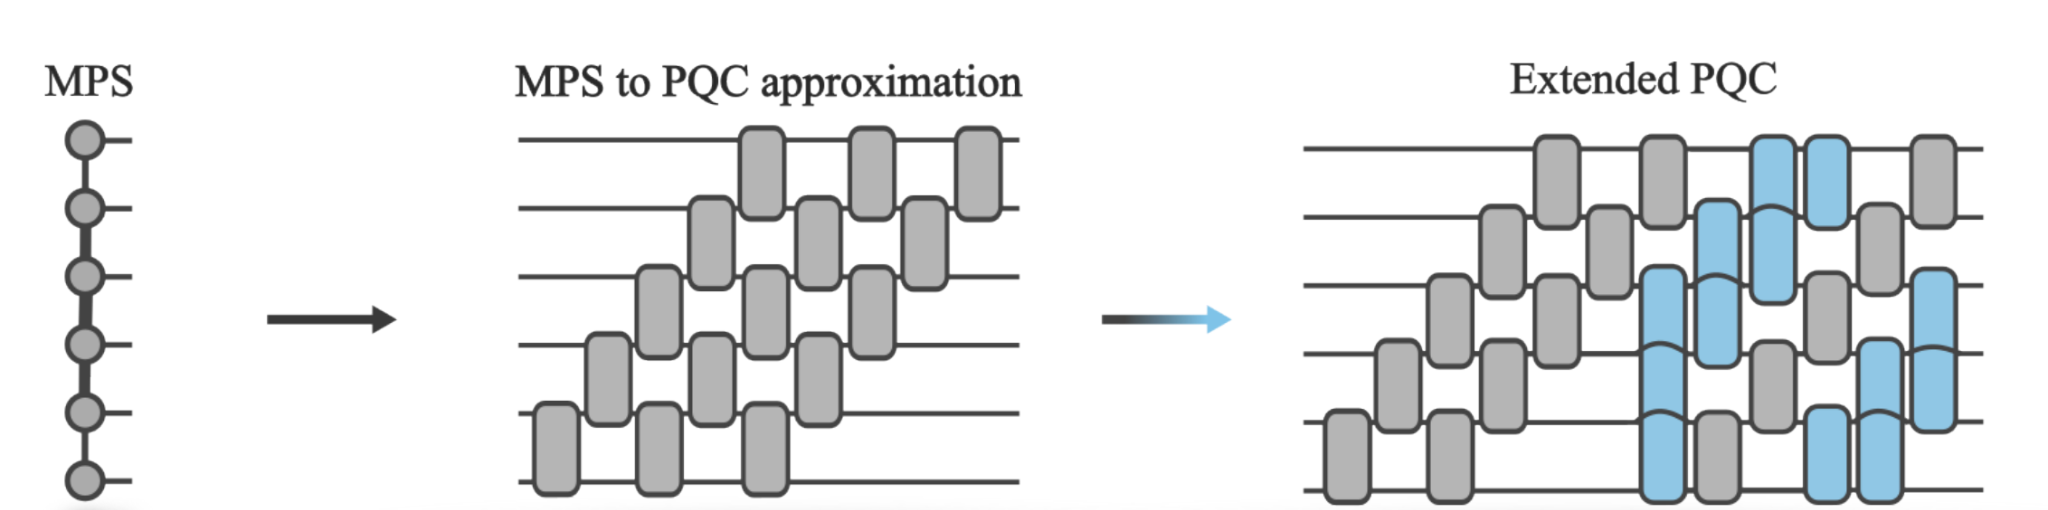 MPS
MPS to PQC approximation
Extended PQC